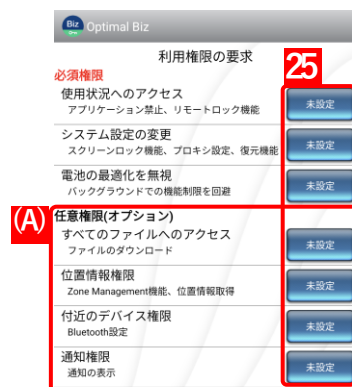 Biz
Optimal Biz
利用権限の要求
25
必須権限
使用状況へのアクセス
アプリケーション禁止、リモートロック機能
未設定
システム設定の変更
スクリーンロック機能、プロキシ設定、復元機能
未設定
電池の最適化を無視
バックグラウンドでの機能制限を回避
未設定
(A)
任意権限(オプション)
すべてのファイルへのアクセス
ファイルのダウンロード
未設定
位置情報権限
Zone Management機能、位置情報取得
未設定
付近のデバイス権限
Bluetooth設定
未設定
通知権限
通知の表示
未設定